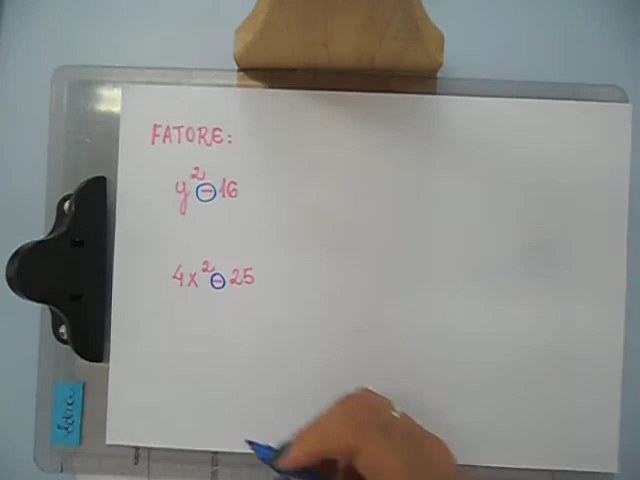 FATORE:
y² - 16
4x² - 25